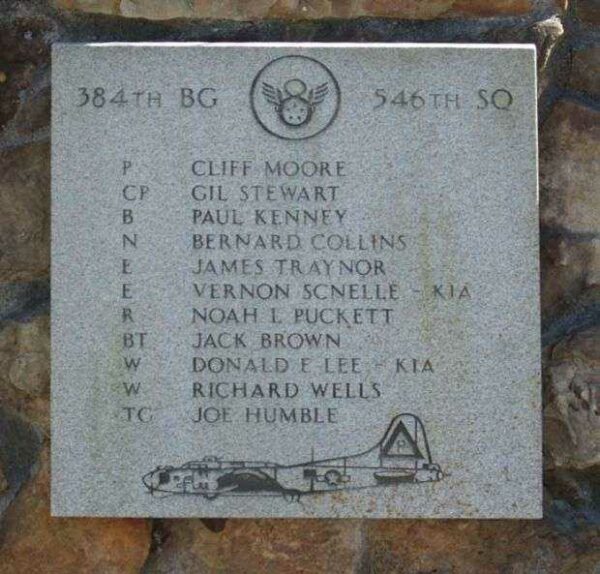 384TH BG 546TH SQ
P CLIFF MOORE
CP GIL STEWART
B PAUL KENNEY
N BERNARD COLLINS
E JAMES TRAYNOR
E VERNON SCNELLE - KIA
R NOAH L PUCKETT
BT JACK BROWN
W DONALD E LEE - KIA
W RICHARD WELLS
TG JOE HUMBLE